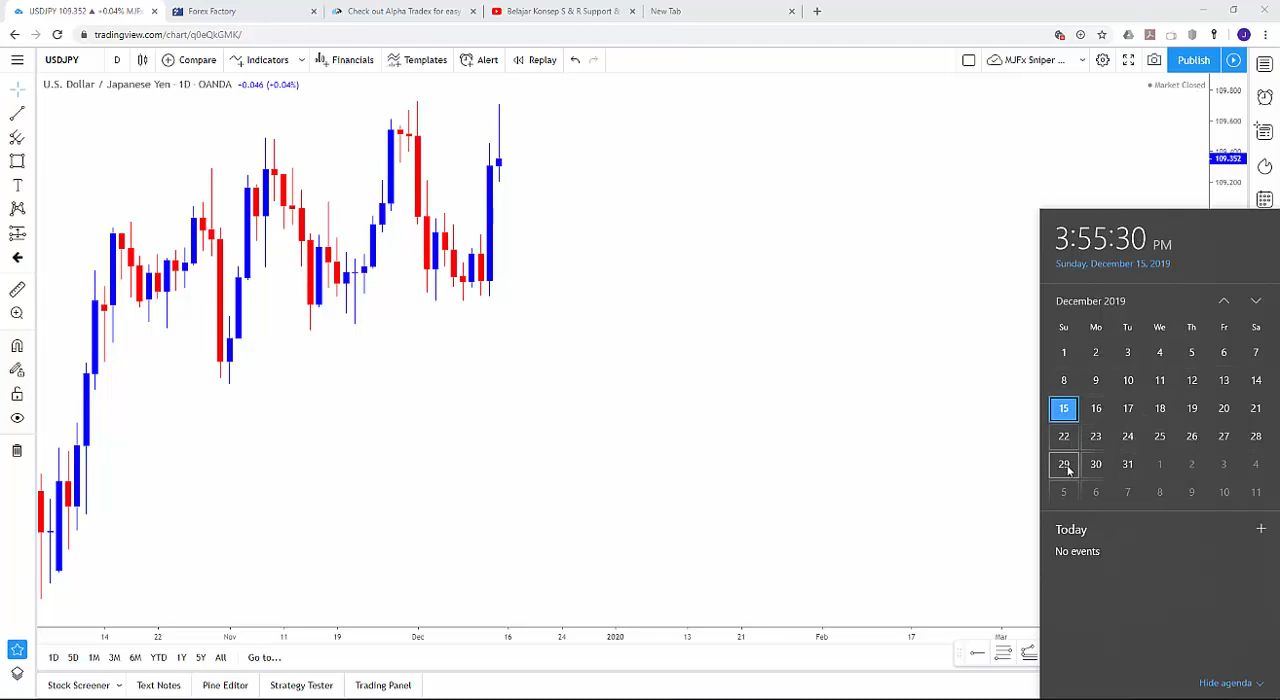 USDJPY 109.352 ▲ +0.04% MJF
Forex Factory
Check out Alpha Tradex for easy
Belajar Konsep S & R Support &
New Tab
tradingview.com/chart/q0eQkGMK/
USDJPY D Compare Indicators Financials Templates Alert Replay MJFx Sniper ... Publish
U.S. Dollar / Japanese Yen · 1D · OANDA -0.046 (+0.04%)
Market Closed
109.800
109.600
109.400
109.352
109.200
3:55:30 PM
Sunday, December 15, 2019
December 2019
Su Mo Tu We Th Fr Sa
1 2 3 4 5 6 7
8 9 10 11 12 13 14
15 16 17 18 19 20 21
22 23 24 25 26 27 28
29 30 31 1 2 3 4
5 6 7 8 9 10 11
Today
No events
Hide agenda
14 22 Nov 11 19 Dec 16 24 2020 13 21 Feb 17 Mar
1D 5D 1M 3M 6M YTD 1Y 5Y All Go to...
Stock Screener Text Notes Pine Editor Strategy Tester Trading Panel